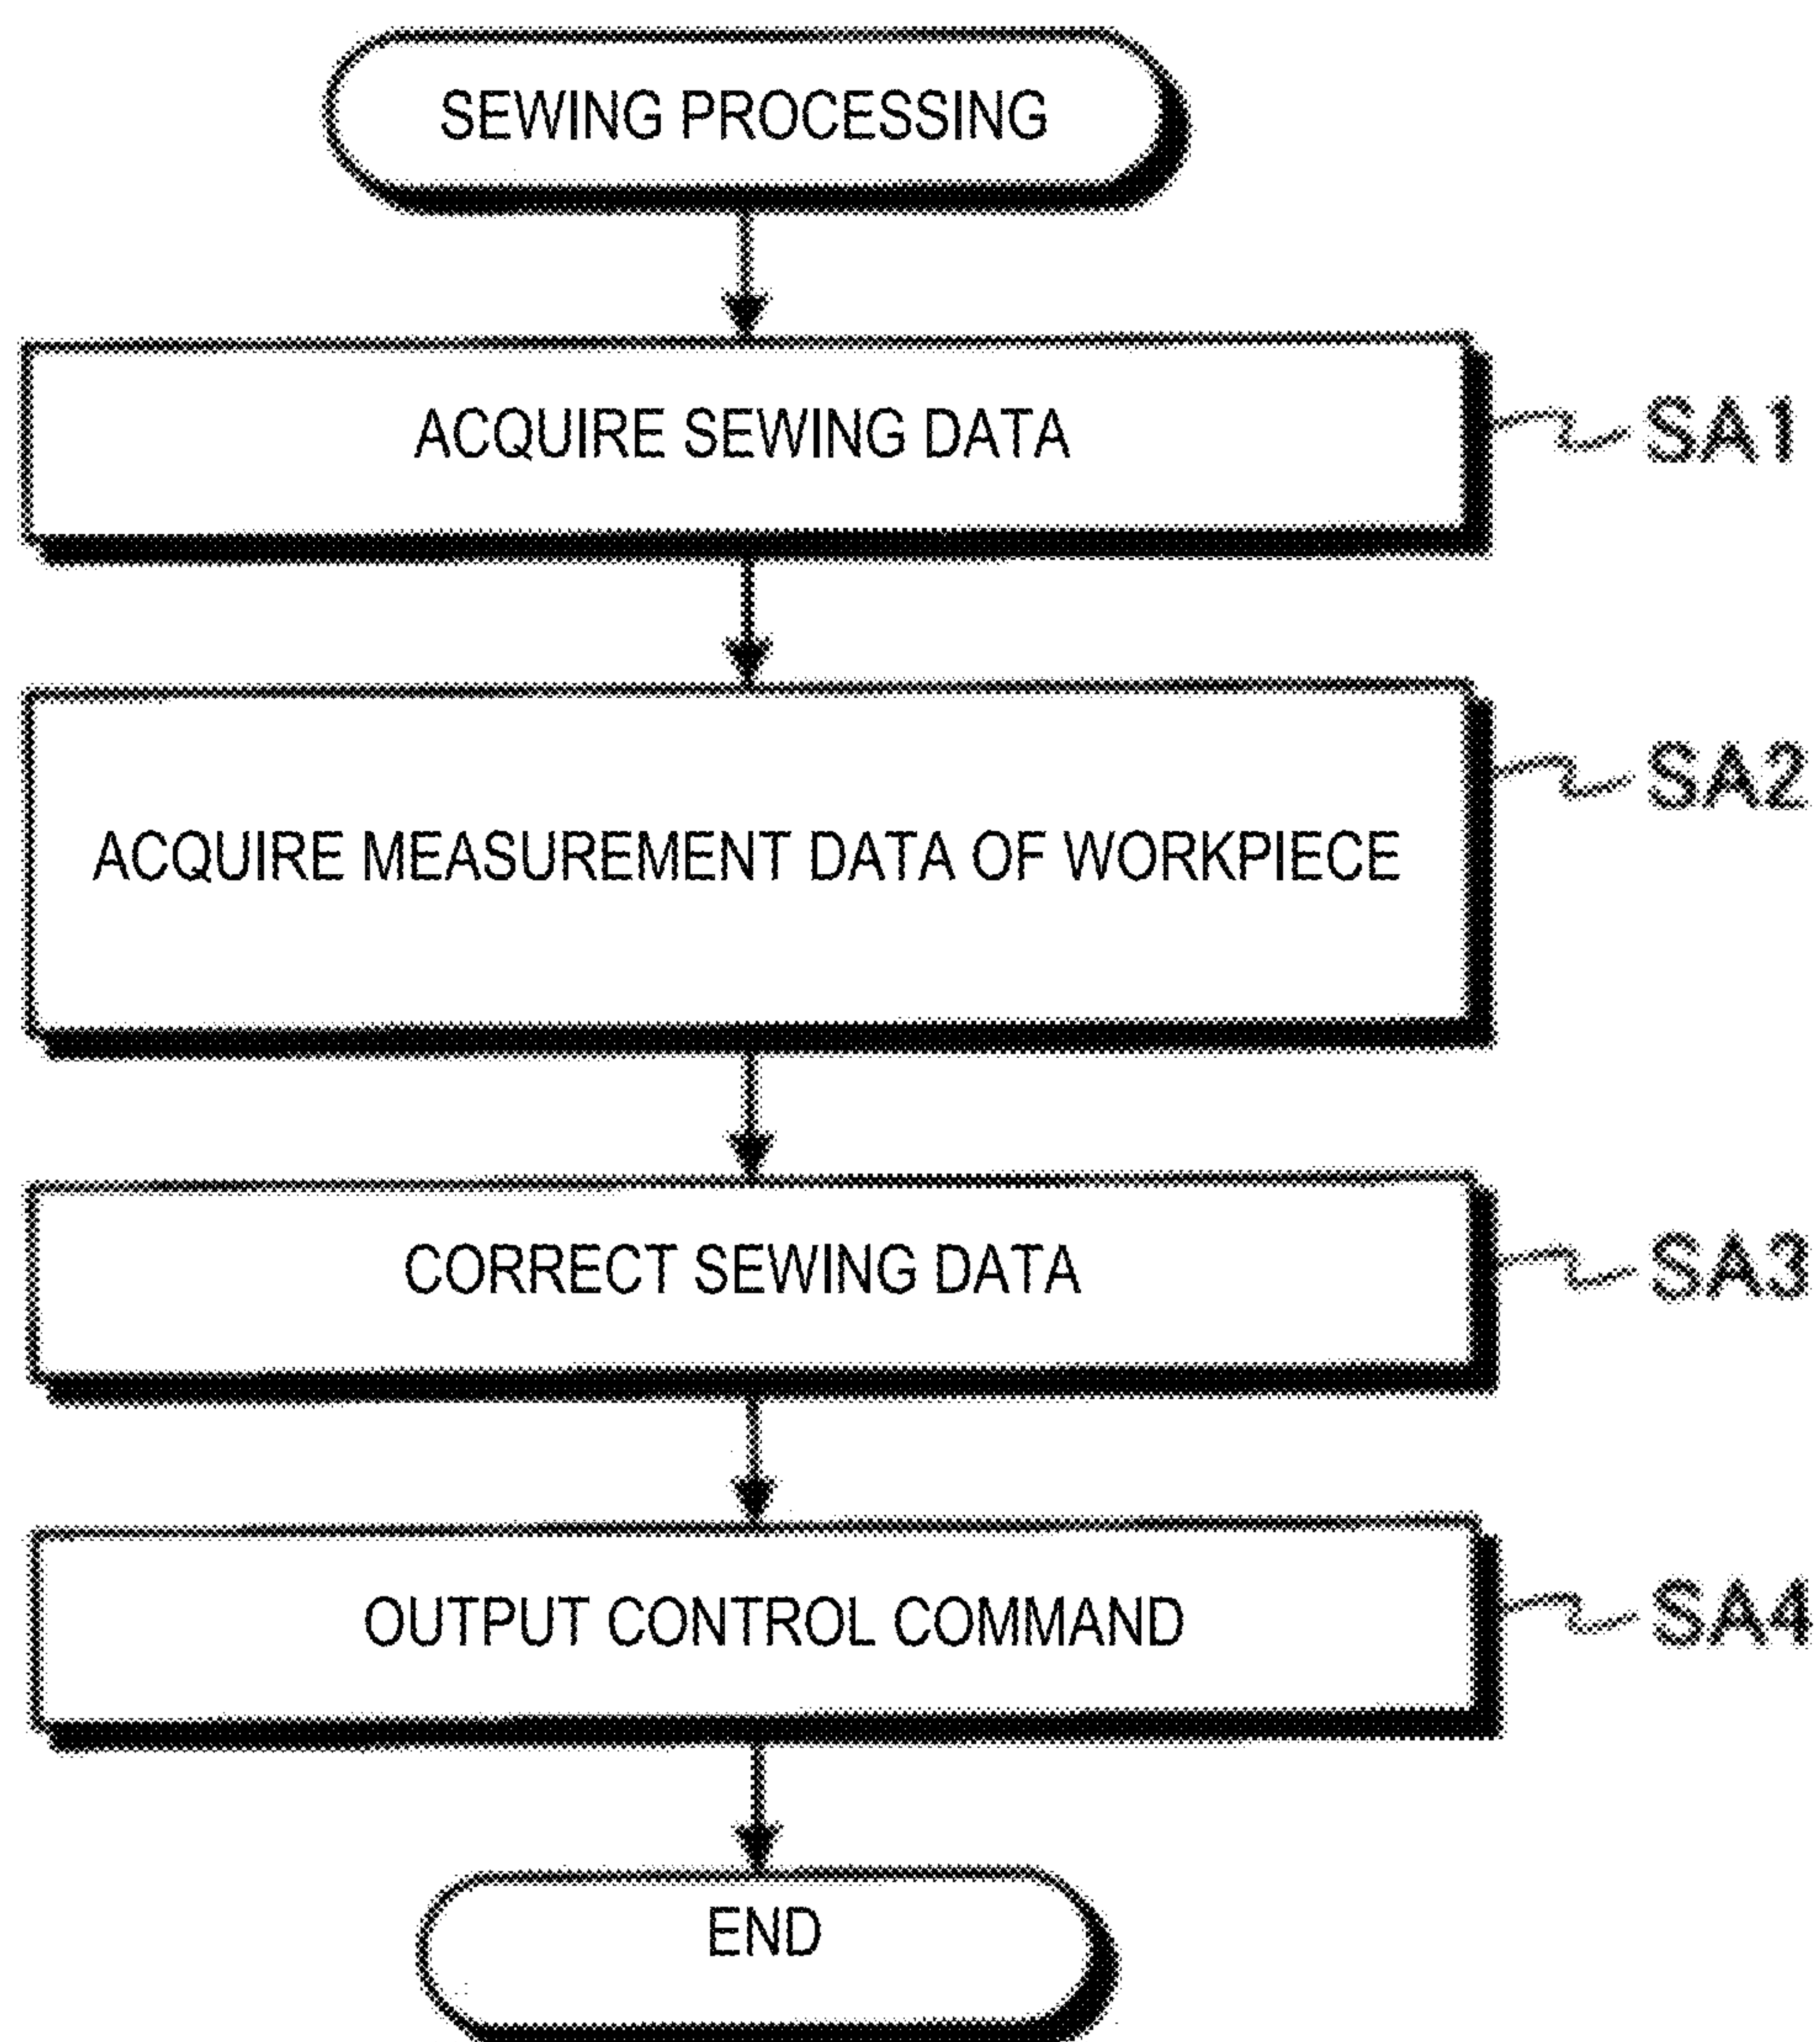 SEWING PROCESSING
ACQUIRE SEWING DATA
SA1
ACQUIRE MEASUREMENT DATA OF WORKPIECE
SA2
CORRECT SEWING DATA
SA3
OUTPUT CONTROL COMMAND
SA4
END